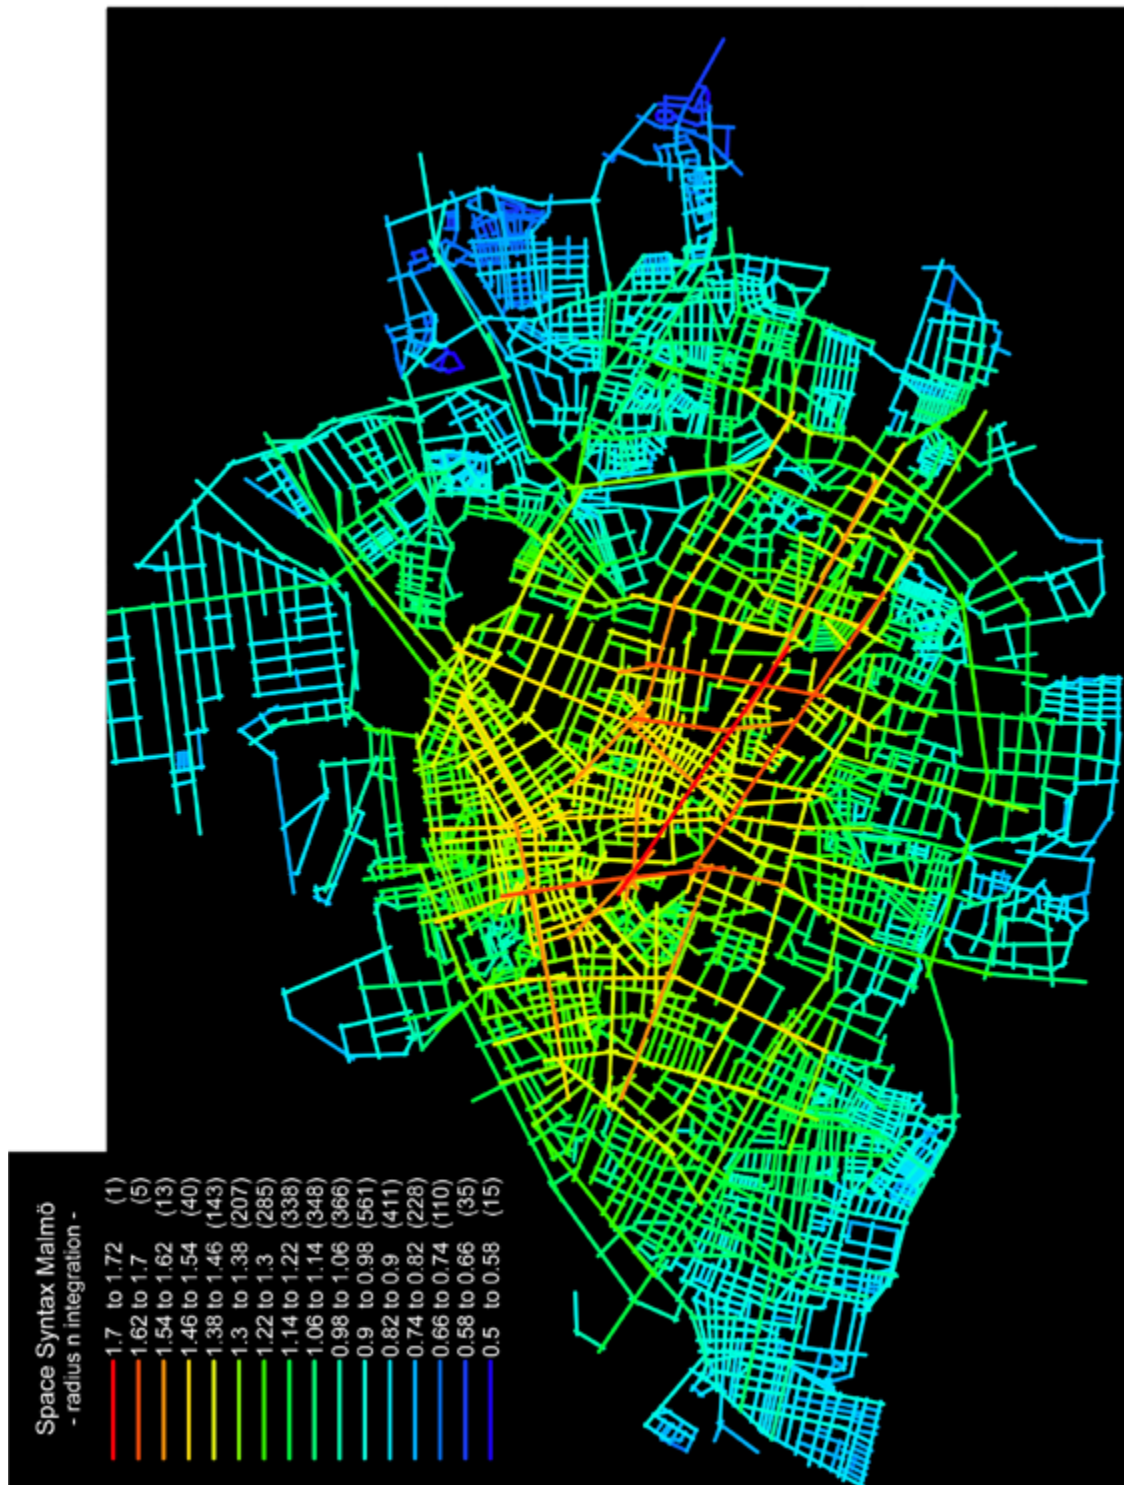 Space Syntax Malmö
- radius n integration -
1.7 to 1.72 (1)
1.62 to 1.7 (5)
1.54 to 1.62 (13)
1.46 to 1.54 (40)
1.38 to 1.46 (143)
1.3 to 1.38 (207)
1.22 to 1.3 (285)
1.14 to 1.22 (338)
1.06 to 1.14 (348)
0.98 to 1.06 (366)
0.9 to 0.98 (561)
0.82 to 0.9 (411)
0.74 to 0.82 (228)
0.66 to 0.74 (110)
0.58 to 0.66 (35)
0.5 to 0.58 (15)